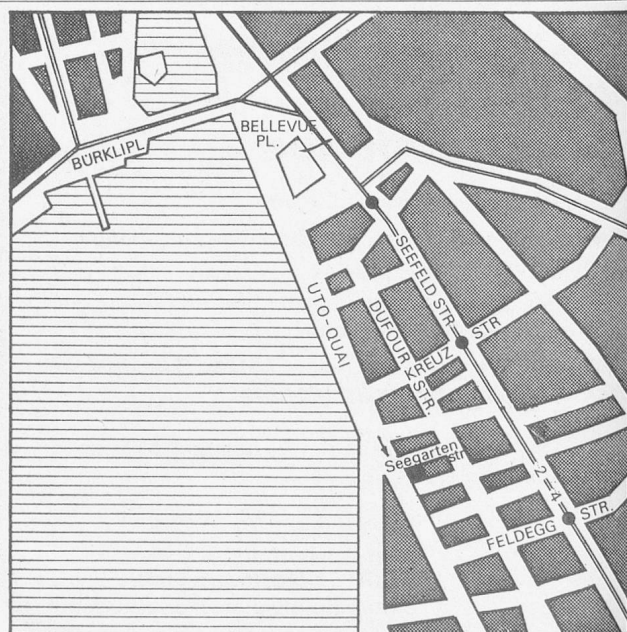 BELLEVUE
PL.
BÜRKLIPL
SEEFELD STR
UTO-QUAI
DUFOUR STR.
KREUZ STR
Seegarten
str
2 = 4
FELDEGG STR.